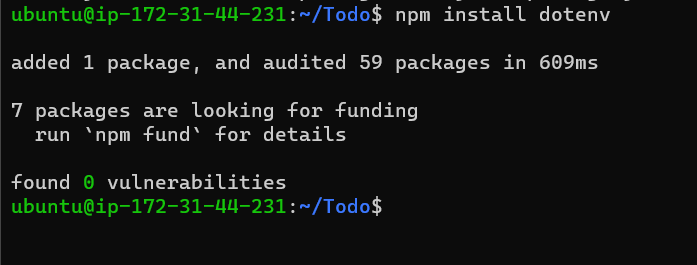 ubuntu@ip-172-31-44-231:~/Todo$ npm install dotenv
added 1 package, and audited 59 packages in 609ms
7 packages are looking for funding
run `npm fund` for details
found 0 vulnerabilities
ubuntu@ip-172-31-44-231:~/Todo$